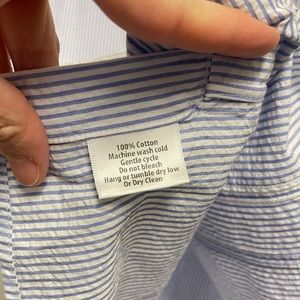 100% Cotton
Machine wash cold
Gentle cycle
Do not bleach
Hang or tumble dry low
Or Dry Clean